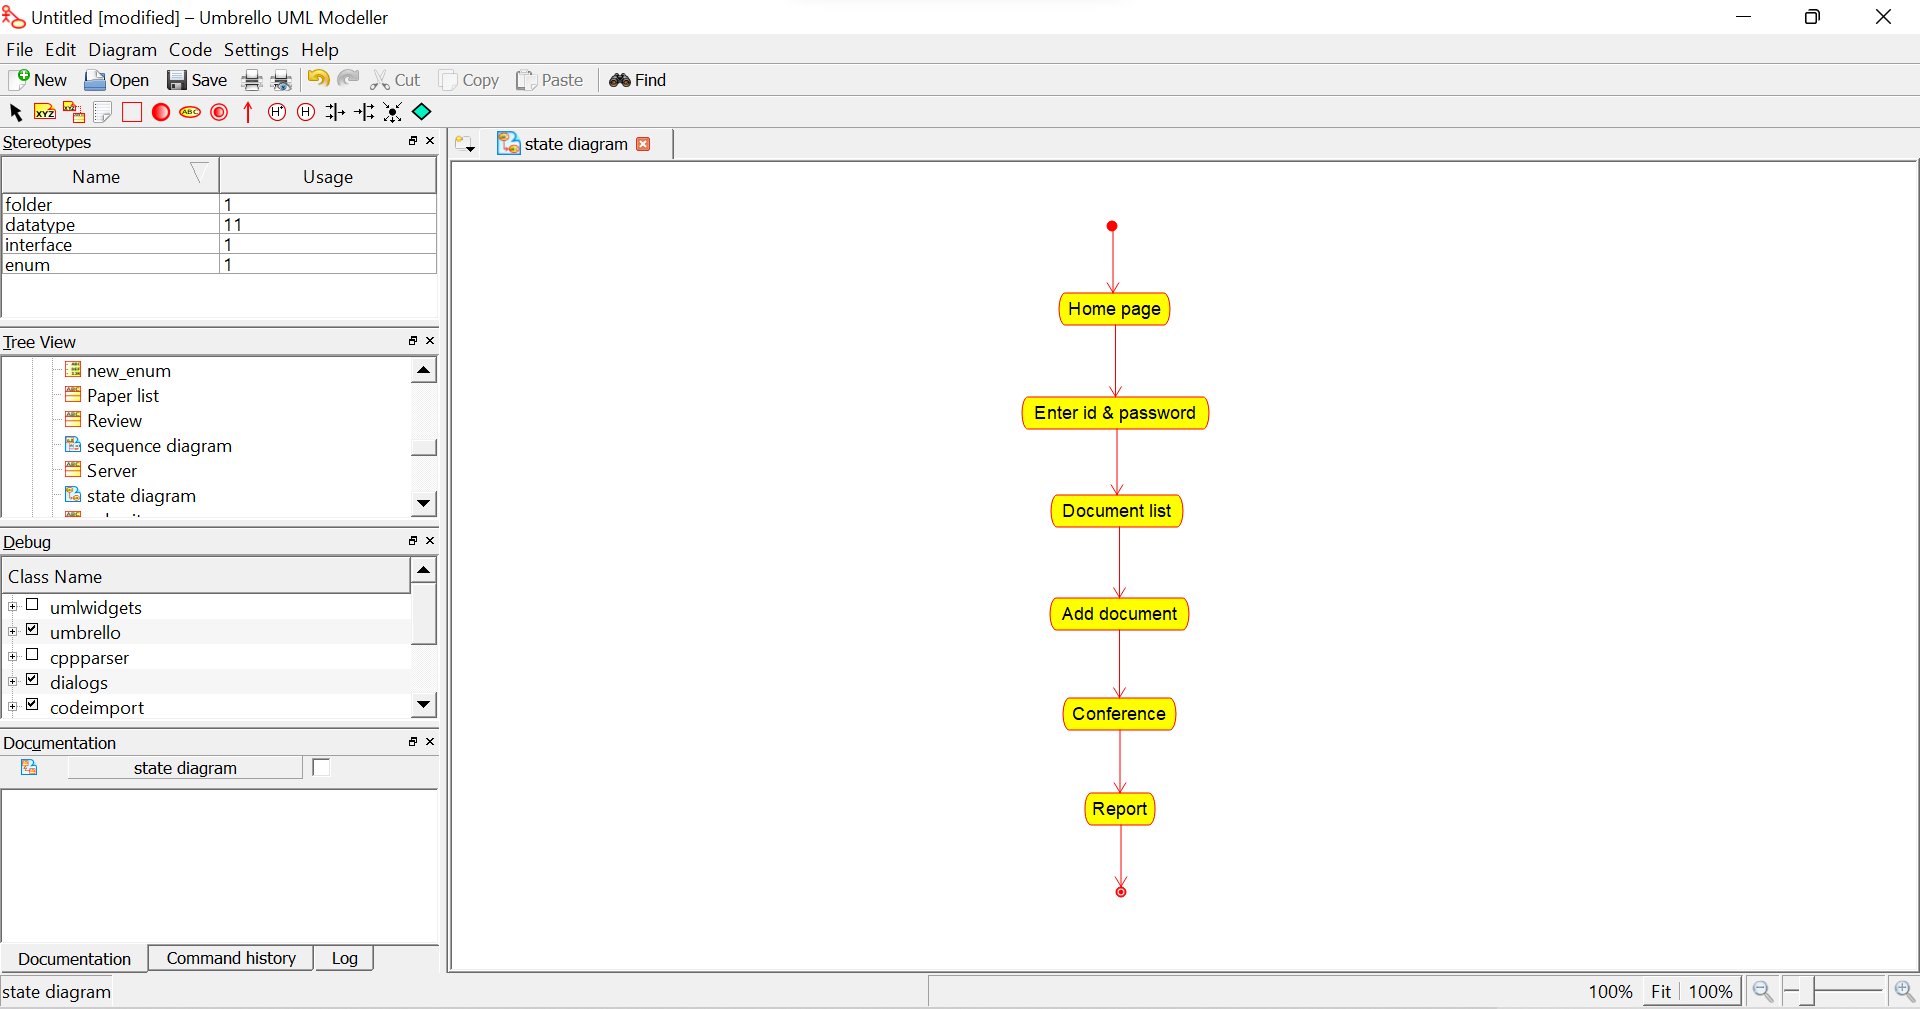 Untitled [modified] – Umbrello UML Modeller
File Edit Diagram Code Settings Help
New Open Save Cut Copy Paste Find
XYZ XYZ ABC H* H
Stereotypes
Name Usage
folder 1
datatype 11
interface 1
enum 1
Tree View
new_enum
Paper list
Review
sequence diagram
Server
state diagram
Debug
Class Name
umlwidgets
umbrello
cppparser
dialogs
codeimport
Documentation
state diagram
Documentation Command history Log
state diagram
state diagram
Home page
Enter id & password
Document list
Add document
Conference
Report
100% Fit 100%